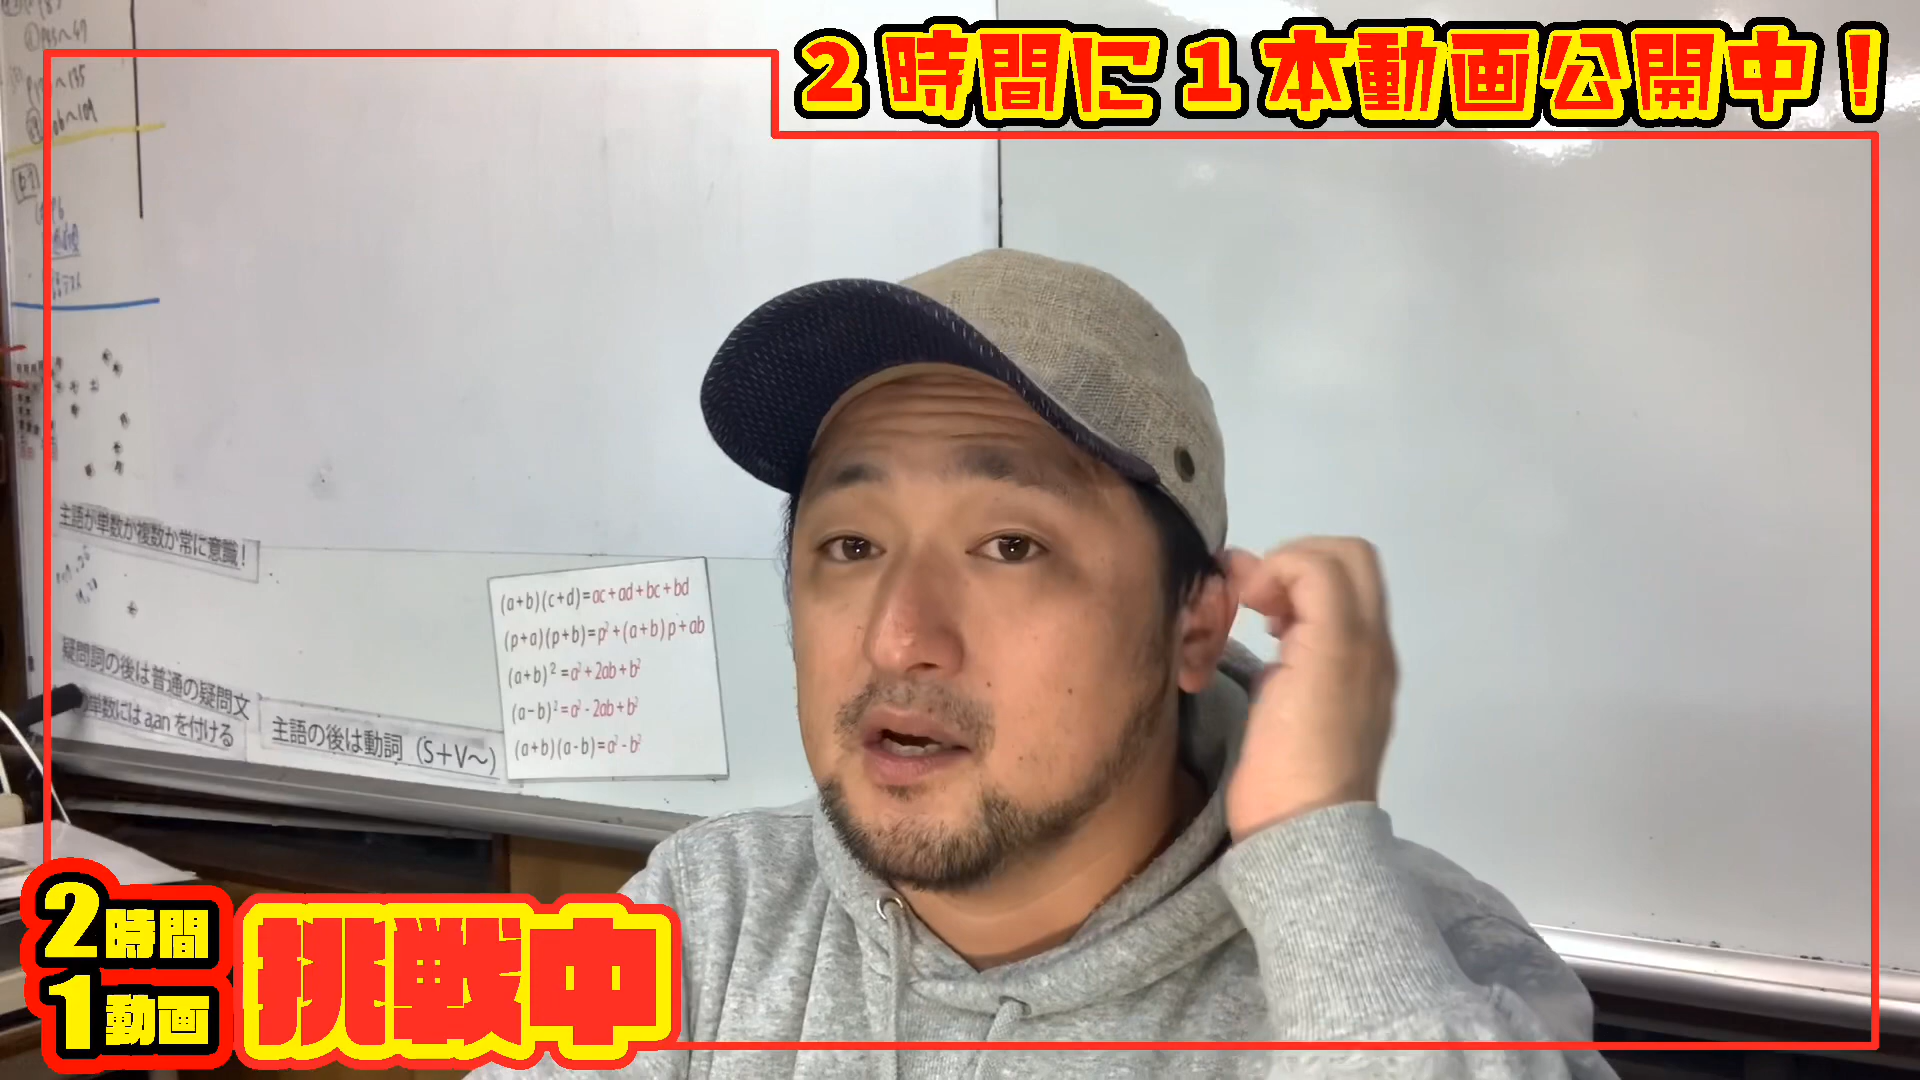 2時間に1本動画公開中!
主語が単数か複数か常に意識!
疑問詞の後は普通の疑問文
単数には a,an を付ける
主語の後は動詞（S+V～）
(a+b)(c+d)=ac+ad+bc+bd
(p+a)(p+b)=p²+(a+b)p+ab
(a+b)²=a²+2ab+b²
(a-b)²=a²-2ab+b²
(a+b)(a-b)=a²-b²
2時間
1動画
挑戦中